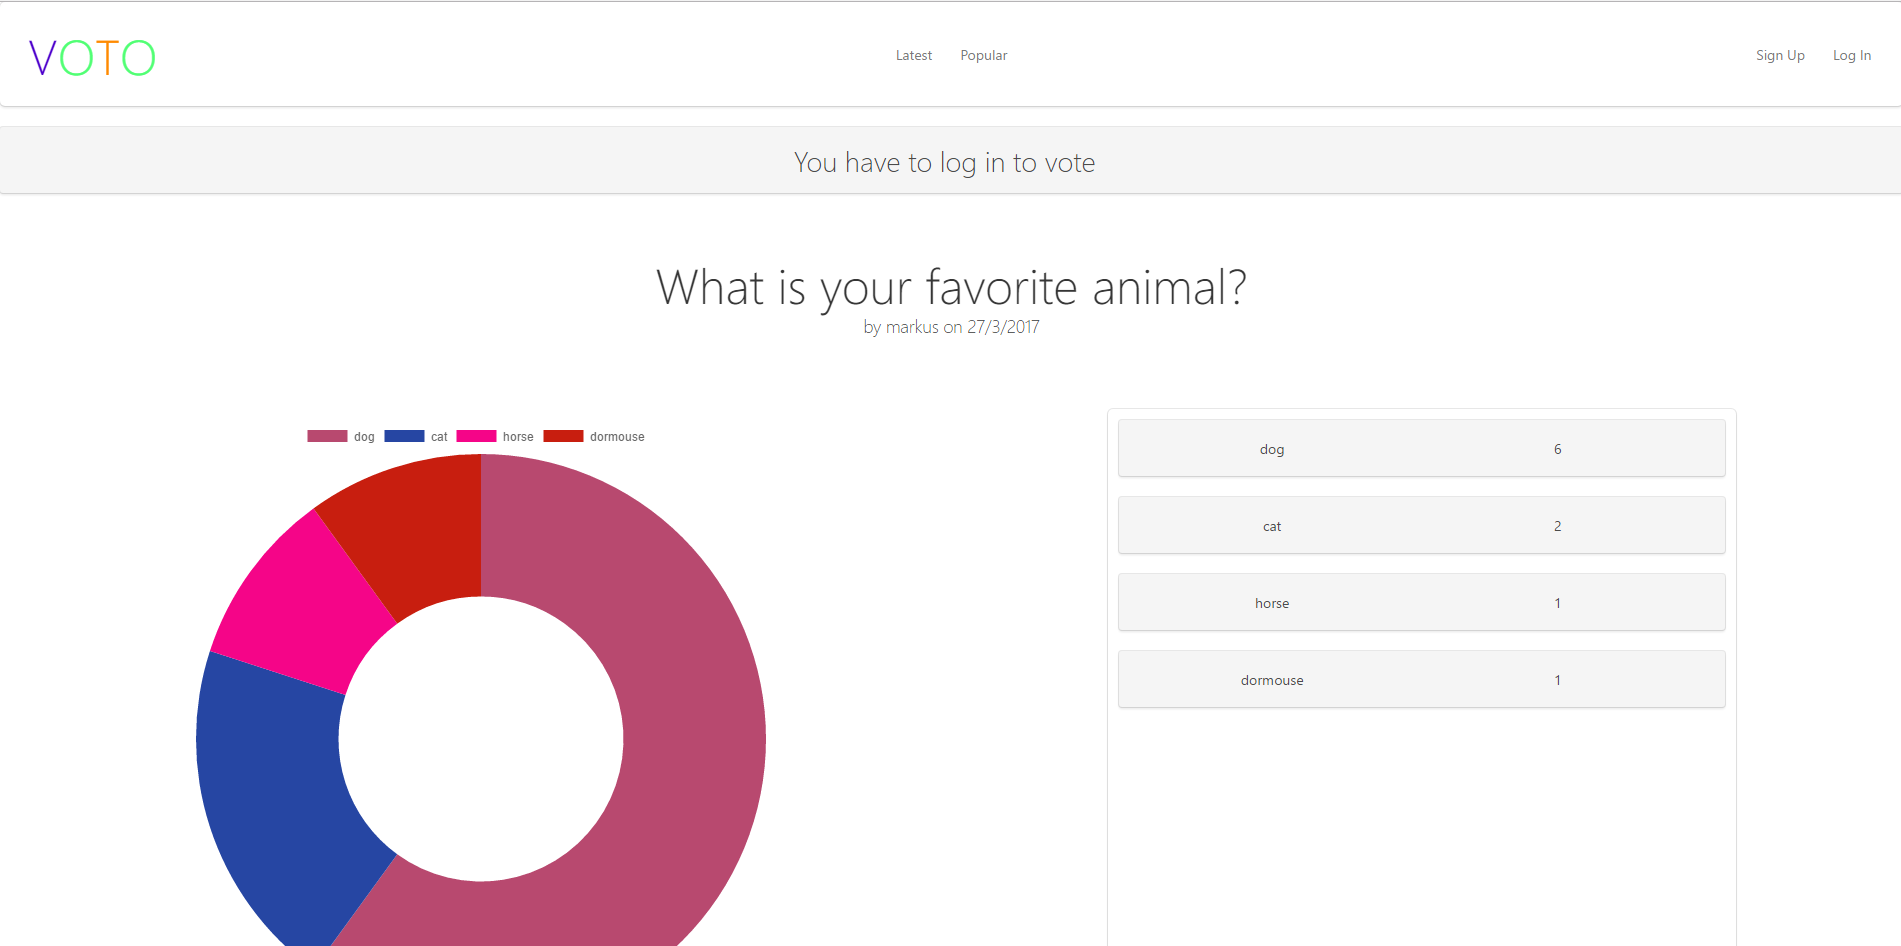 VOTO
Latest Popular
Sign Up Log In
You have to log in to vote
What is your favorite animal?
by markus on 27/3/2017
dog cat horse dormouse
dog 6
cat 2
horse 1
dormouse 1